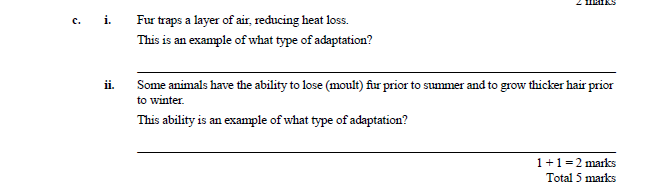 2 marks
c. i. Fur traps a layer of air, reducing heat loss.
This is an example of what type of adaptation?
ii. Some animals have the ability to lose (moult) fur prior to summer and to grow thicker hair prior
to winter.
This ability is an example of what type of adaptation?
1 + 1 = 2 marks
Total 5 marks